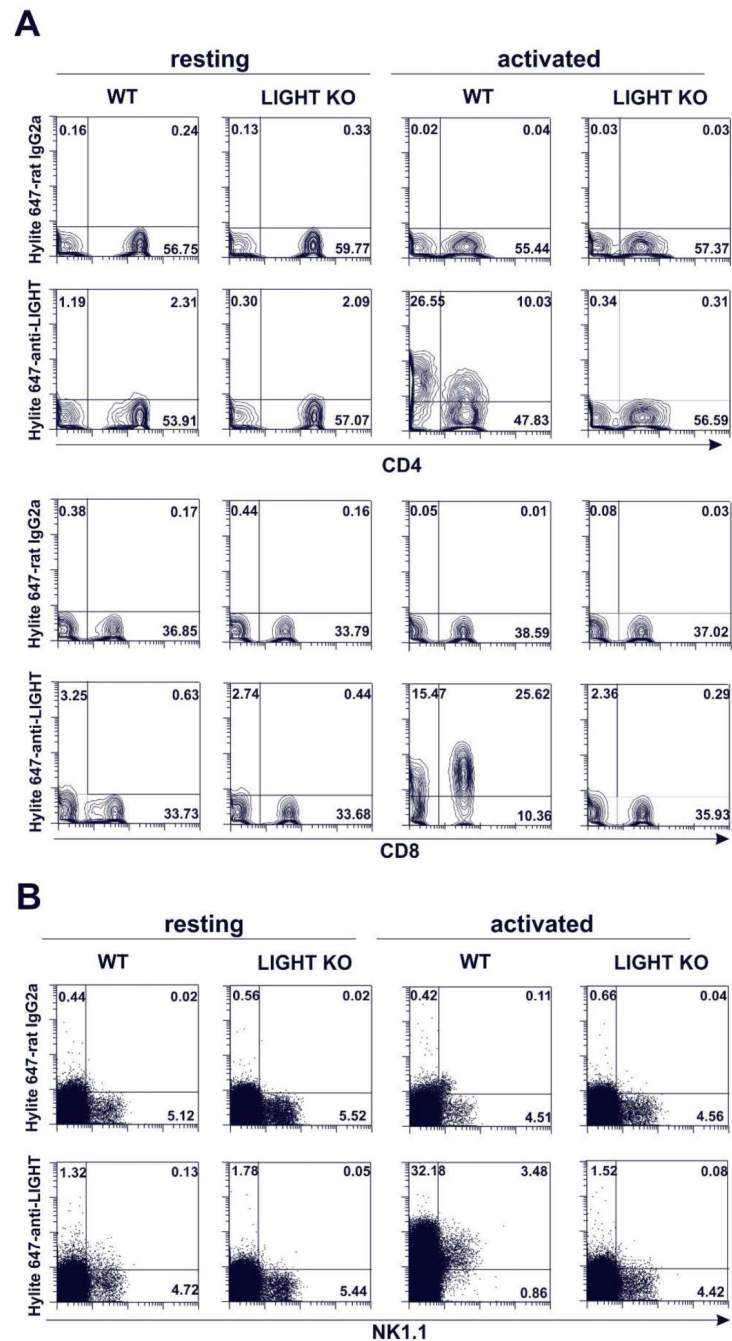 A
resting activated
WT LIGHT KO WT LIGHT KO
Hylite 647-rat IgG2a
0.16 0.24 0.13 0.33 0.02 0.04 0.03 0.03
56.75 59.77 55.44 57.37
Hylite 647-anti-LIGHT
1.19 2.31 0.30 2.09 26.55 10.03 0.34 0.31
53.91 57.07 47.83 56.59
CD4
Hylite 647-rat IgG2a
0.38 0.17 0.44 0.16 0.05 0.01 0.08 0.03
36.85 33.79 38.59 37.02
Hylite 647-anti-LIGHT
3.25 0.63 2.74 0.44 15.47 25.62 2.36 0.29
33.73 33.68 10.36 35.93
CD8
B
resting activated
WT LIGHT KO WT LIGHT KO
Hylite 647-rat IgG2a
0.44 0.02 0.56 0.02 0.42 0.11 0.66 0.04
5.12 5.52 4.51 4.56
Hylite 647-anti-LIGHT
1.32 0.13 1.78 0.05 32.18 3.48 1.52 0.08
4.72 5.44 0.86 4.42
NK1.1